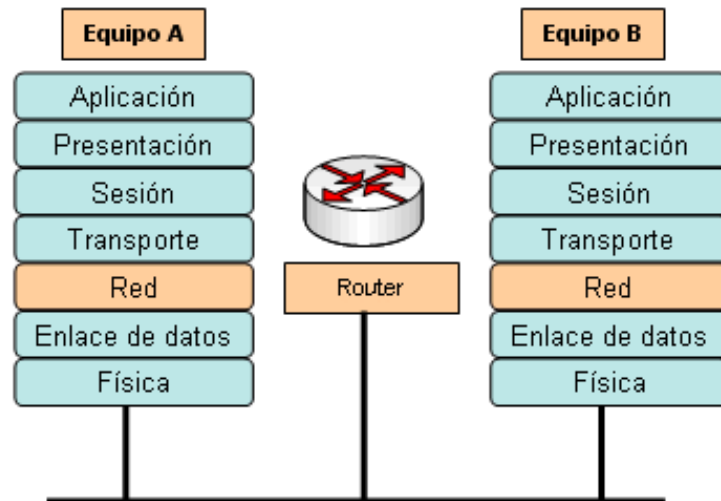 Equipo A
Aplicación
Presentación
Sesión
Transporte
Red
Enlace de datos
Física
Router
Equipo B
Aplicación
Presentación
Sesión
Transporte
Red
Enlace de datos
Física